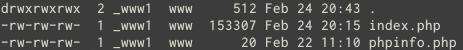 drwxrwxrwx  2 _www1  www     512 Feb 24 20:43 .
-rw-rw-rw-  1 _www1  www  153307 Feb 24 20:15 index.php
-rw-rw-rw-  1 _www1  www      20 Feb 22 11:10 phpinfo.php